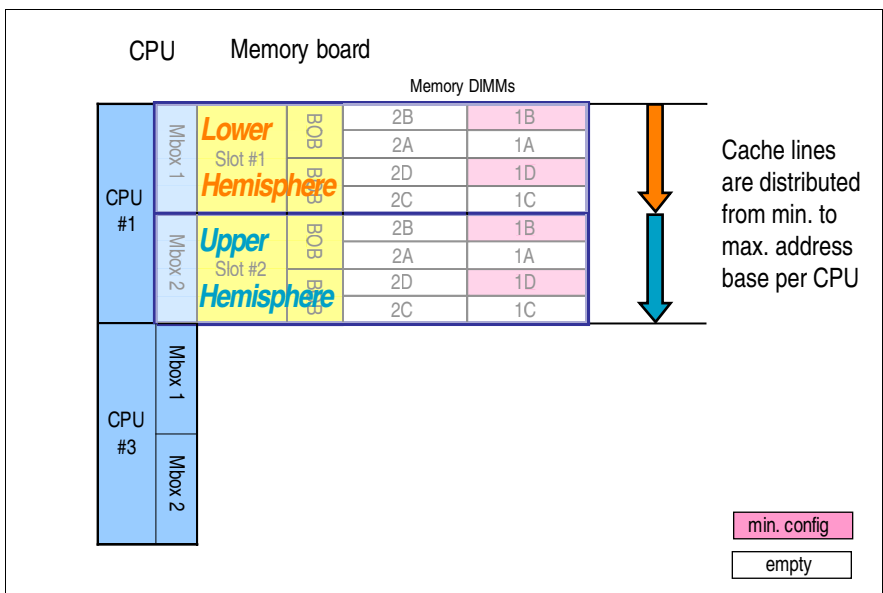 CPU Memory board
Memory DIMMs
CPU
#1
Mbox 1
Lower
Slot #1
Hemisphere
BOB
BOB
2B 1B
2A 1A
2D 1D
2C 1C
Mbox 2
Upper
Slot #2
Hemisphere
BOB
BOB
2B 1B
2A 1A
2D 1D
2C 1C
Cache lines
are distributed
from min. to
max. address
base per CPU
CPU
#3
Mbox 1
Mbox 2
min. config
empty